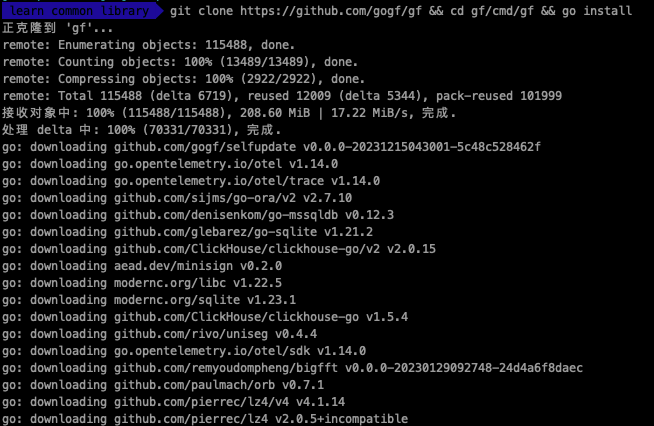 learn common library git clone https://github.com/gogf/gf && cd gf/cmd/gf && go install
正克隆到 'gf'...
remote: Enumerating objects: 115488, done.
remote: Counting objects: 100% (13489/13489), done.
remote: Compressing objects: 100% (2922/2922), done.
remote: Total 115488 (delta 6719), reused 12009 (delta 5344), pack-reused 101999
接收对象中: 100% (115488/115488), 208.60 MiB | 17.22 MiB/s, 完成.
处理 delta 中: 100% (70331/70331), 完成.
go: downloading github.com/gogf/selfupdate v0.0.0-20231215043001-5c48c528462f
go: downloading go.opentelemetry.io/otel v1.14.0
go: downloading go.opentelemetry.io/otel/trace v1.14.0
go: downloading github.com/sijms/go-ora/v2 v2.7.10
go: downloading github.com/denisenkom/go-mssqldb v0.12.3
go: downloading github.com/glebarez/go-sqlite v1.21.2
go: downloading github.com/ClickHouse/clickhouse-go/v2 v2.0.15
go: downloading aead.dev/minisign v0.2.0
go: downloading modernc.org/libc v1.22.5
go: downloading modernc.org/sqlite v1.23.1
go: downloading github.com/ClickHouse/clickhouse-go v1.5.4
go: downloading github.com/rivo/uniseg v0.4.4
go: downloading go.opentelemetry.io/otel/sdk v1.14.0
go: downloading github.com/remyoudompheng/bigfft v0.0.0-20230129092748-24d4a6f8daec
go: downloading github.com/paulmach/orb v0.7.1
go: downloading github.com/pierrec/lz4/v4 v4.1.14
go: downloading github.com/pierrec/lz4 v2.0.5+incompatible